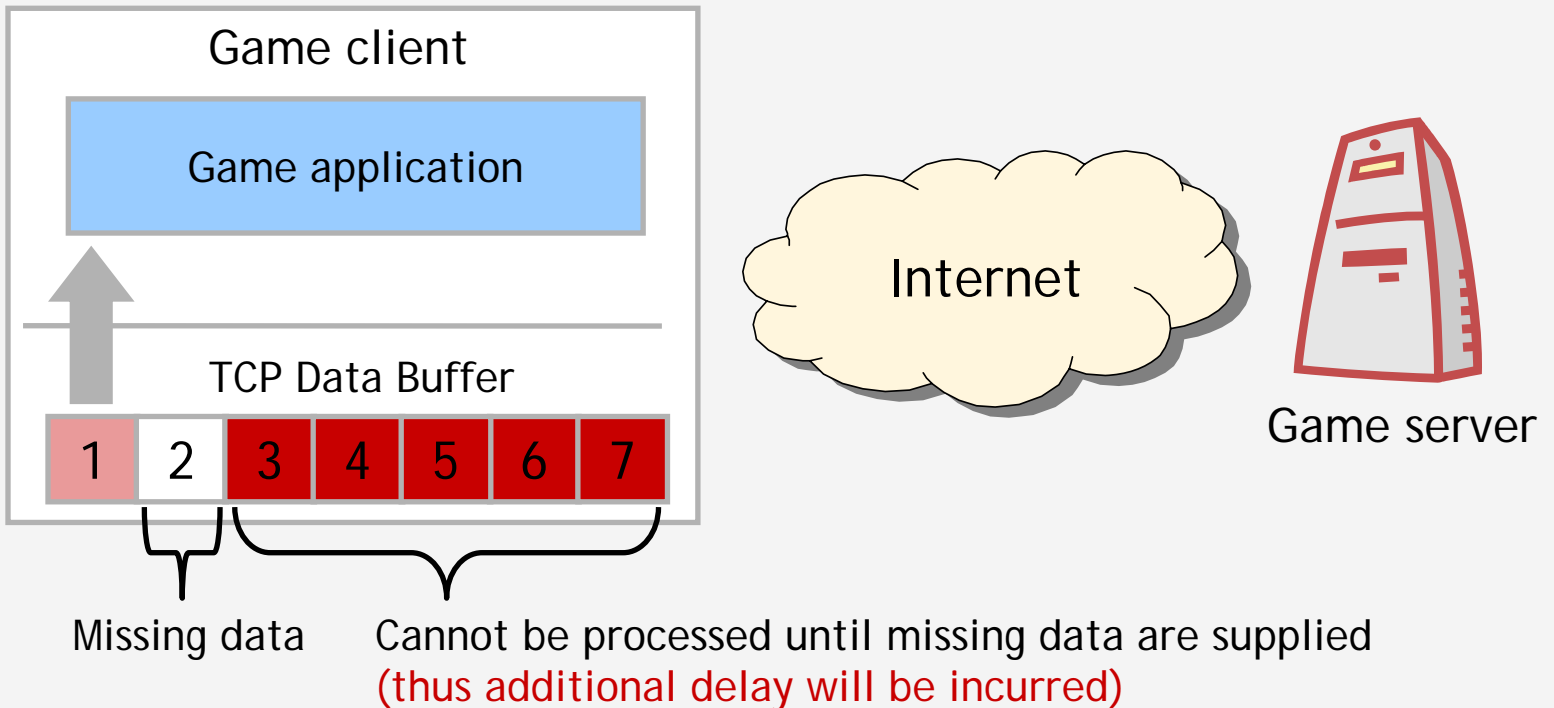 Game client
Game application
Internet
TCP Data Buffer
1 2 3 4 5 6 7
Game server
Missing data
Cannot be processed until missing data are supplied
(thus additional delay will be incurred)